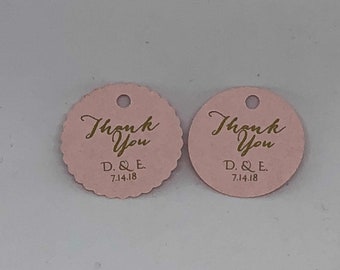 Thank
You
D. & E.
7.14.18
Thank
You
D. & E.
7.14.18